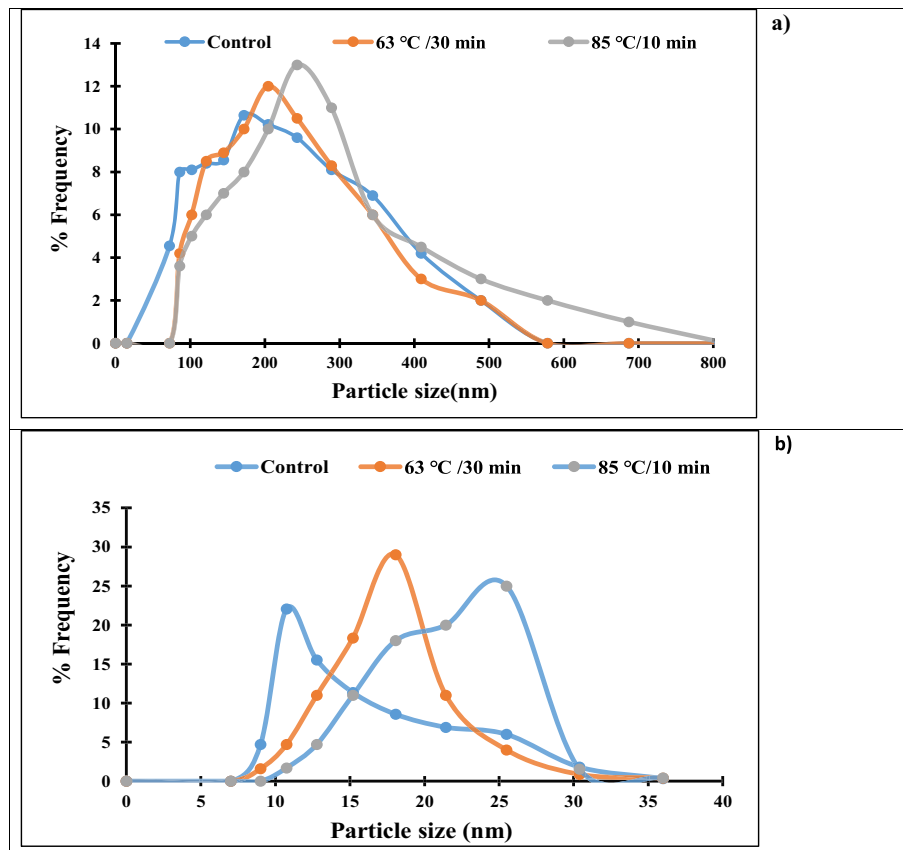 a)
Control 63 ℃ /30 min 85 ℃/10 min
14
12
10
8
6
4
2
0
% Frequency
0 100 200 300 400 500 600 700 800
Particle size(nm)
b)
Control 63 ℃ /30 min 85 ℃/10 min
35
30
25
20
15
10
5
0
% Frequency
0 5 10 15 20 25 30 35 40
Particle size (nm)